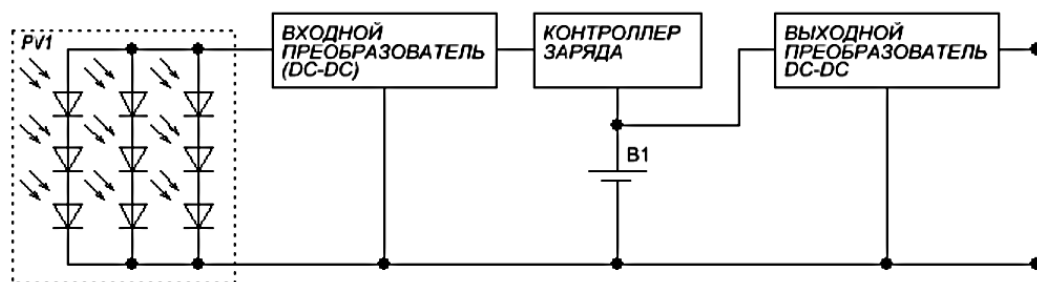 PV1
ВХОДНОЙ
ПРЕОБРАЗОВАТЕЛЬ
(DC-DC)
КОНТРОЛЛЕР
ЗАРЯДА
ВЫХОДНОЙ
ПРЕОБРАЗОВАТЕЛЬ
DC-DC
B1